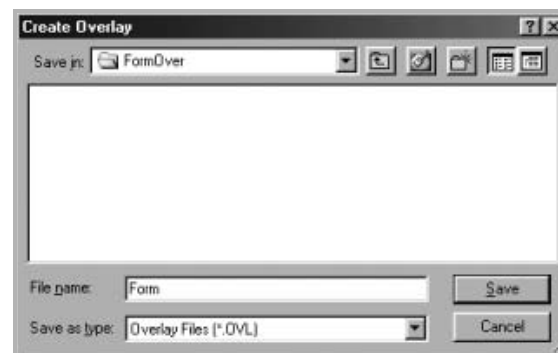 Create Overlay
Save in: FormOver
File name: Form
Save
Save as type: Overlay Files (*.OVL)
Cancel